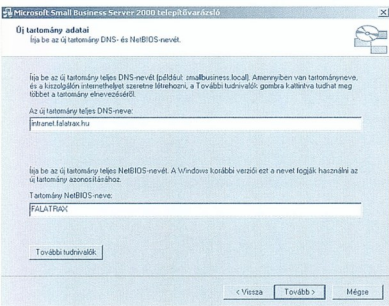 Microsoft Small Business Server 2000 telepítővarázsló
Új tartomány adatai
Írja be az új tartomány DNS- és NetBIOS-nevét.
Írja be az új tartomány teljes DNS-nevét (például: smallbusiness.local). Amennyiben van tartományneve,
és a kiszolgálón internethelyet szeretne létrehozni, a További tudnivalók gombra kattintva tudhat meg
többet a tartomány elnevezéséről.
Az új tartomány teljes DNS-neve:
intranet.falatrax.hu
Írja be az új tartomány teljes NetBIOS-nevét. A Windows korábbi verziói ezt a nevet fogják használni az
új tartomány azonosításához.
Tartomány NetBIOS-neve:
FALATRAX
További tudnivalók
< Vissza
Tovább >
Mégse